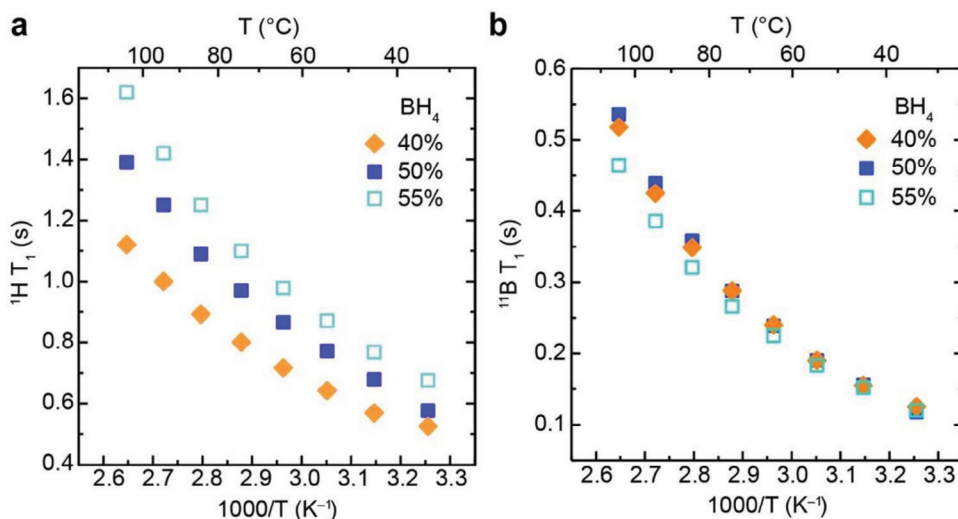 a
T (°C)
100 80 60 40
1.6
1.4
1.2
1.0
0.8
0.6
0.4
¹H T₁ (s)
BH₄
40%
50%
55%
2.6 2.7 2.8 2.9 3.0 3.1 3.2 3.3
1000/T (K⁻¹)
b
T (°C)
100 80 60 40
0.6
0.5
0.4
0.3
0.2
0.1
¹¹B T₁ (s)
BH₄
40%
50%
55%
2.6 2.7 2.8 2.9 3.0 3.1 3.2 3.3
1000/T (K⁻¹)